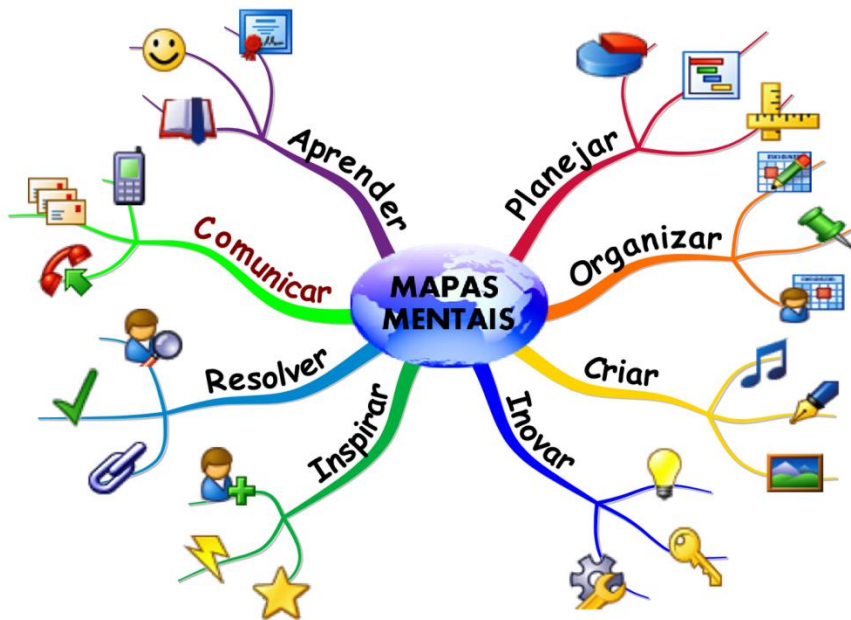 Aprender
Planejar
Comunicar
Organizar
MAPAS
MENTAIS
Resolver
Criar
Inspirar
Inovar